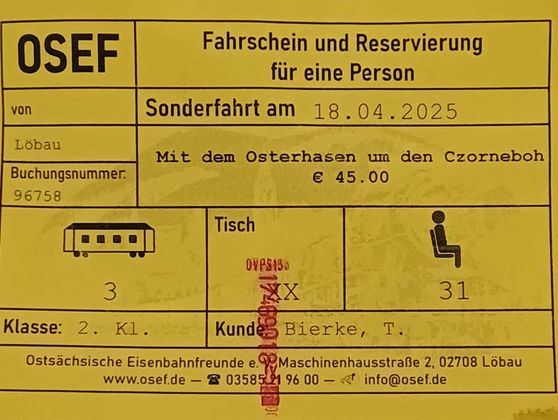 OSEF
Fahrschein und Reservierung
für eine Person
von
Sonderfahrt am 18.04.2025
Löbau
Mit dem Osterhasen um den Czorneboh
€ 45.00
Buchungsnummer:
96758
Tisch
3
XX
31
Klasse: 2. Kl.
Kunde Bierke, T.
Ostsächsische Eisenbahnfreunde e. Maschinenhausstraße 2, 02708 Löbau
www.osef.de — ☎ 03585 21 96 00 — info@osef.de